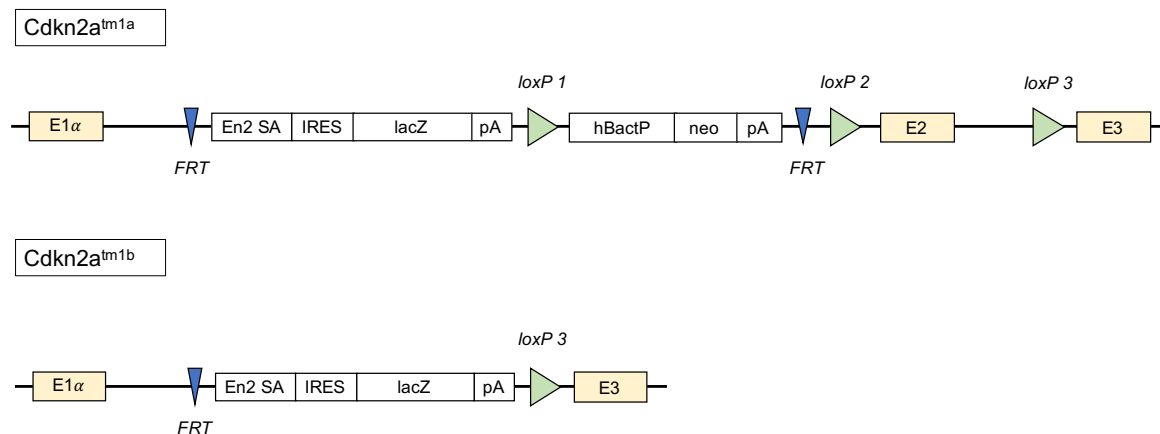 Cdkn2atm1a
loxP 1 loxP 2 loxP 3
E1α En2 SA IRES lacZ pA hBactP neo pA E2 E3
FRT FRT
Cdkn2atm1b
loxP 3
E1α En2 SA IRES lacZ pA E3
FRT